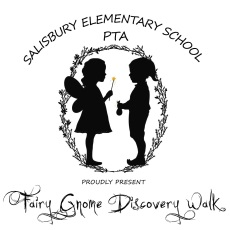 SALISBURY ELEMENTARY SCHOOL
PTA
PROUDLY PRESENT
Fairy Gnome Discovery Walk